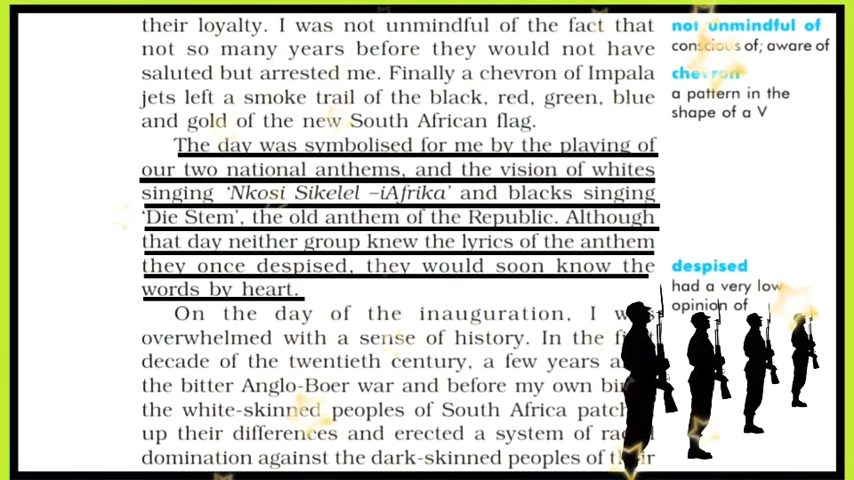 their loyalty. I was not unmindful of the fact that
not so many years before they would not have
saluted but arrested me. Finally a chevron of Impala
jets left a smoke trail of the black, red, green, blue
and gold of the new South African flag.
The day was symbolised for me by the playing of
our two national anthems, and the vision of whites
singing ‘Nkosi Sikelel –iAfrika’ and blacks singing
‘Die Stem’, the old anthem of the Republic. Although
that day neither group knew the lyrics of the anthem
they once despised, they would soon know the
words by heart.
On the day of the inauguration, I was
overwhelmed with a sense of history. In the first
decade of the twentieth century, a few years
the bitter Anglo-Boer war and before my own
the white-skinned peoples of South Africa
up their differences and erected a system of racial
domination against the dark-skinned peoples of their
not unmindful of
conscious of; aware of
chevron
a pattern in the
shape of a V
despised
had a very low
opinion of